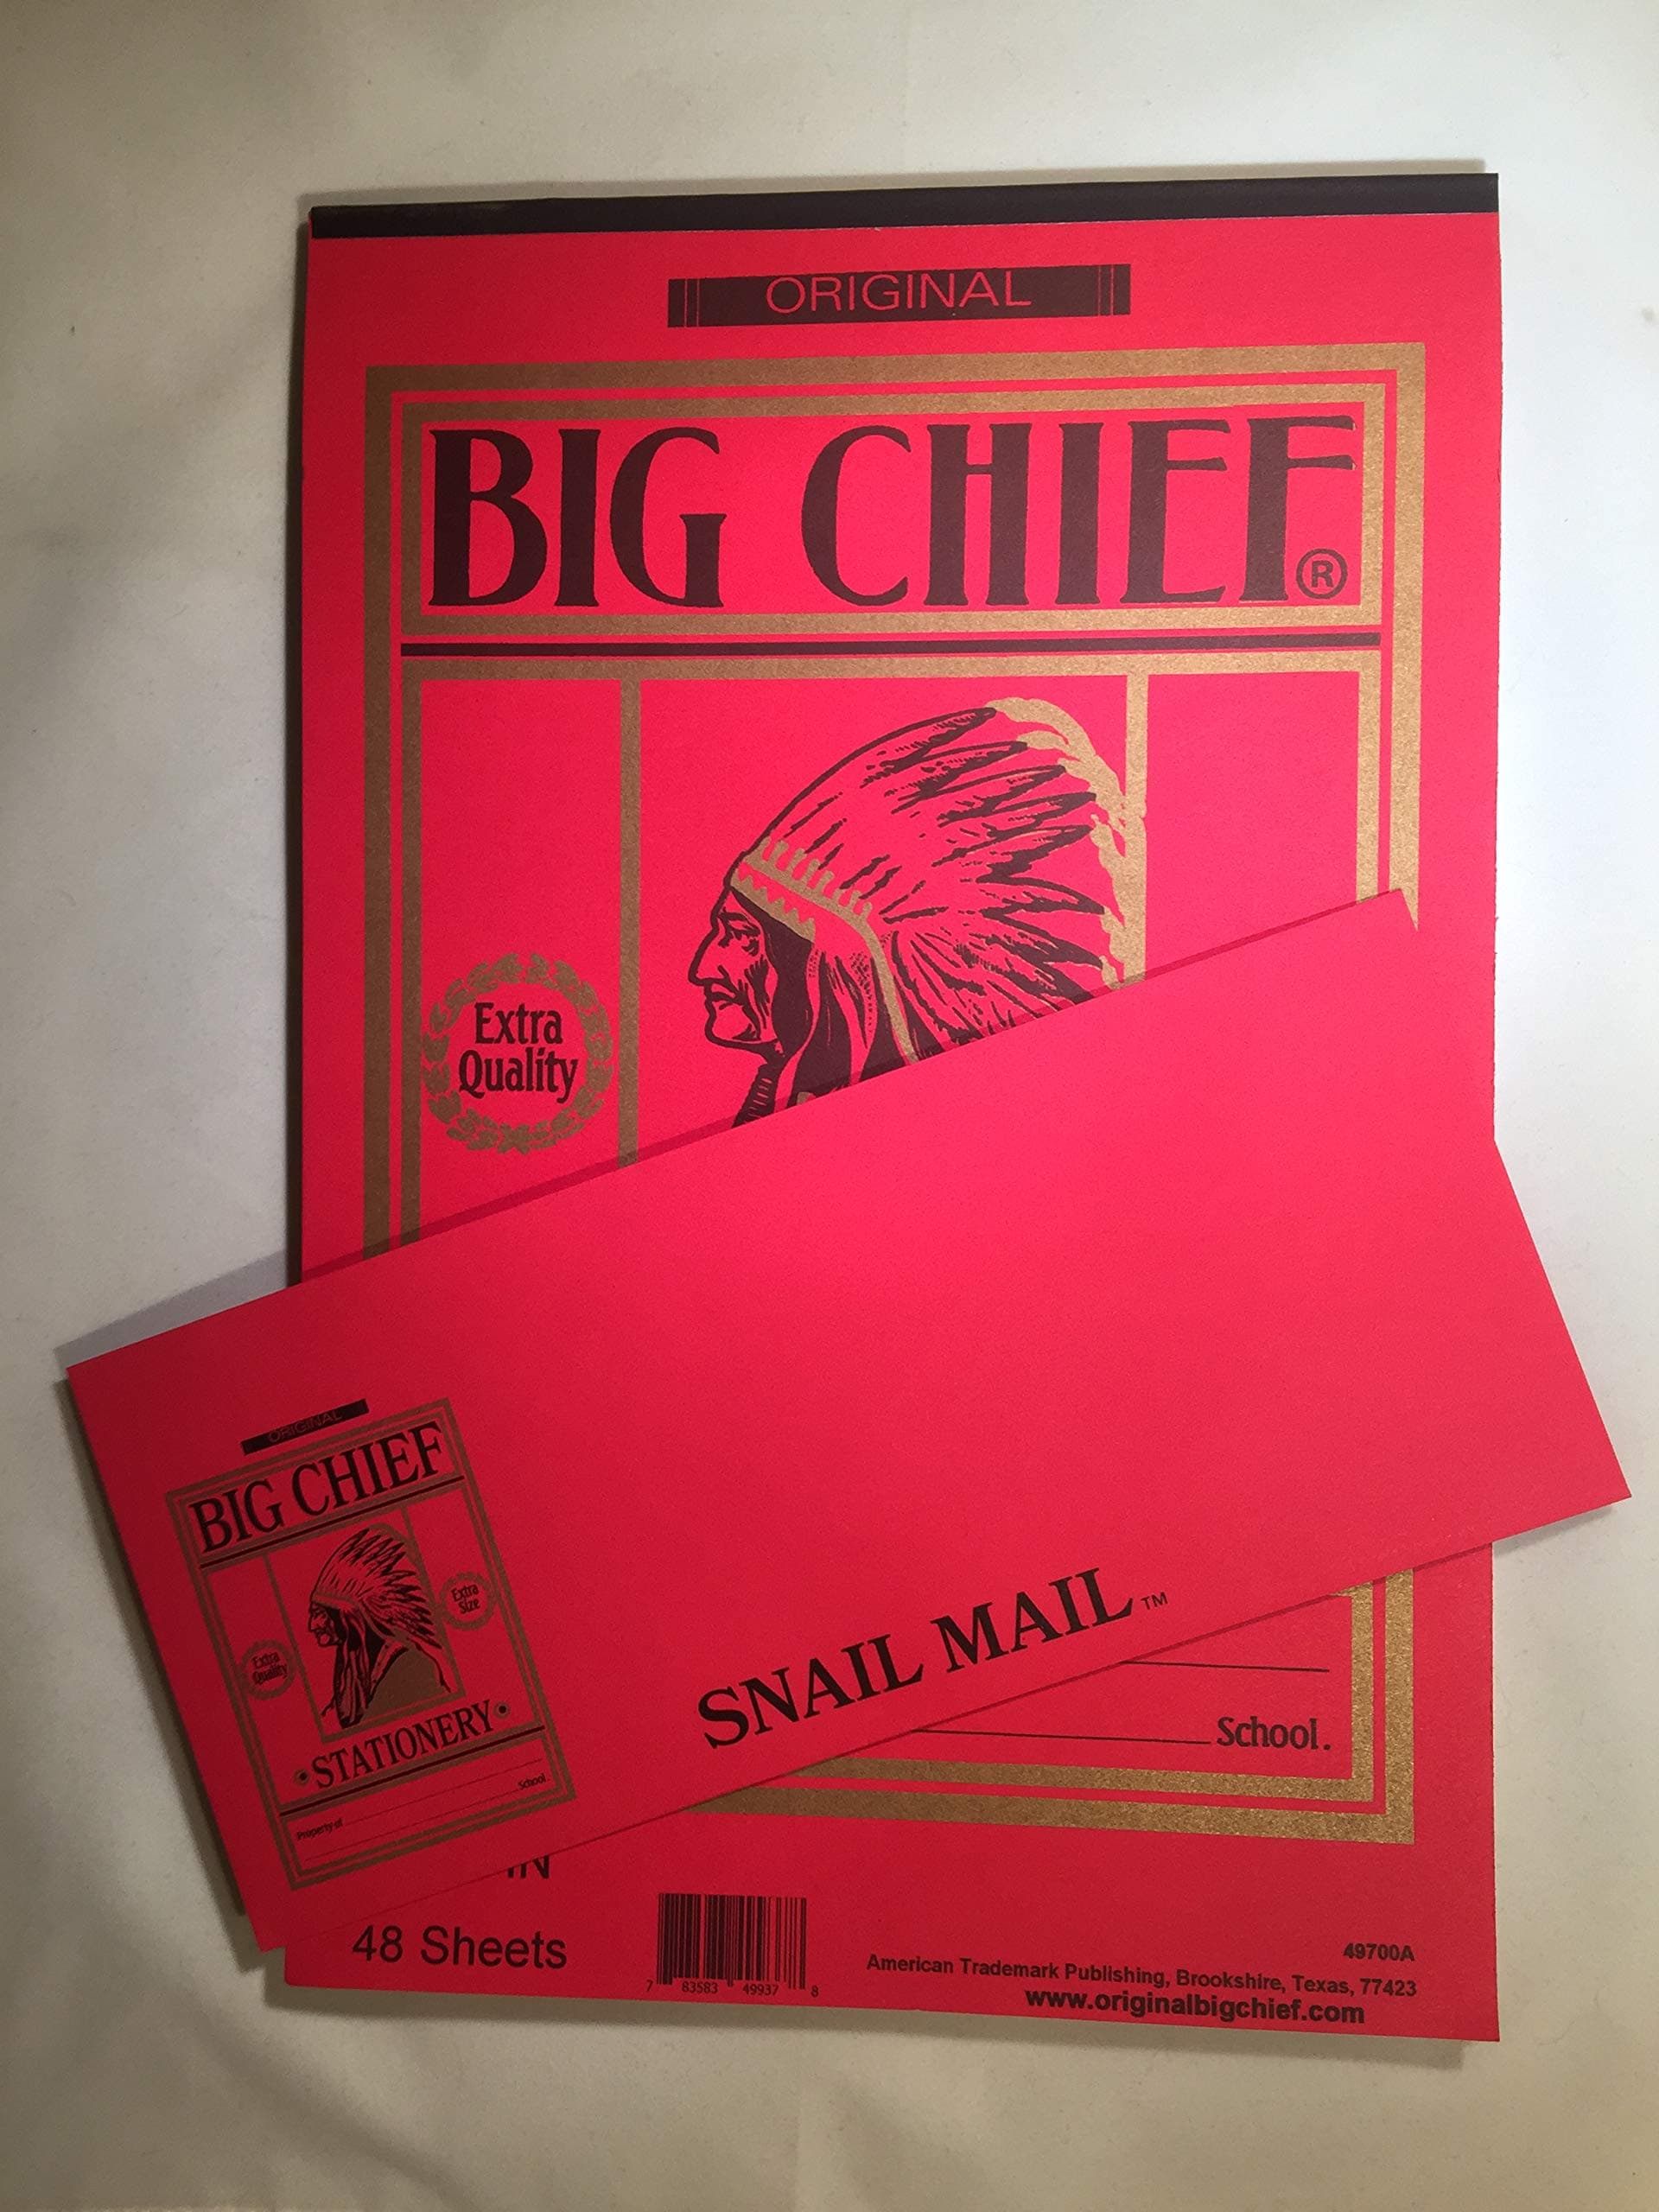 ORIGINAL
BIG CHIEF®
Extra
Quality
ORIGINAL
BIG CHIEF
Extra
Size
Extra
Quality
•STATIONERY•
Property of
School.
SNAIL MAIL™
School.
IN
48 Sheets
7 83583 49937 8
49700A
American Trademark Publishing, Brookshire, Texas, 77423
www.originalbigchief.com